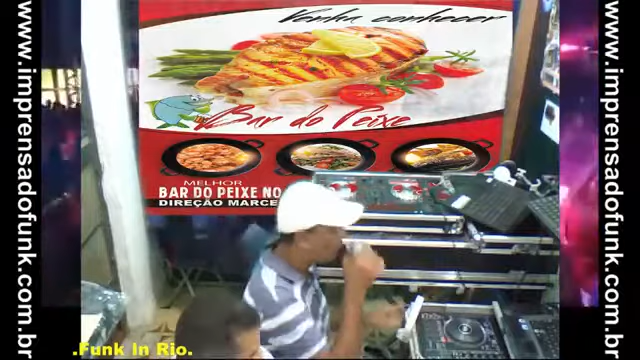 www.imprensadofunk.com.br
Venha conhecer
Bar do Peixe
MELHOR
BAR DO PEIXE NO
DIREÇÃO MARCE
www.imprensadofunk.com.br
.Funk In Rio.